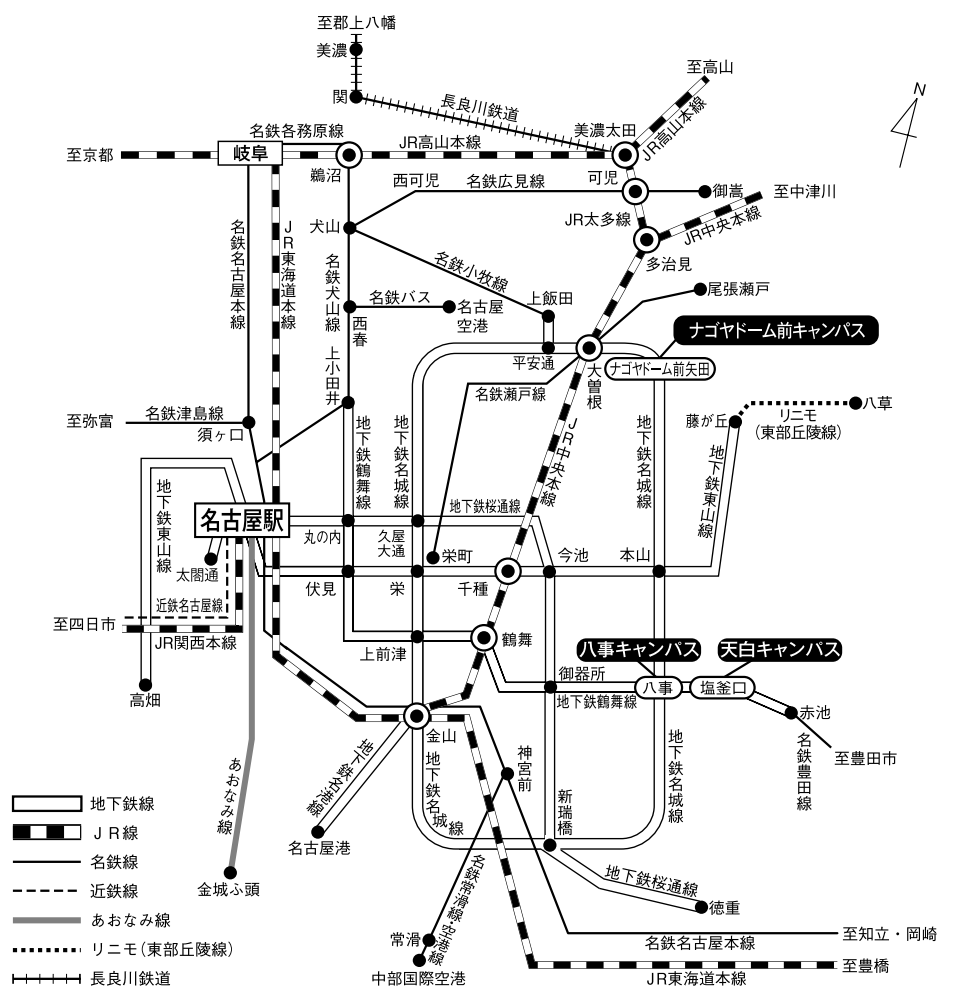 至郡上八幡
美濃
関
長良川鉄道
至高山
N
美濃太田
JR高山本線
名鉄各務原線
JR高山本線
至京都
岐阜
鵜沼
可児
西可児
名鉄広見線
御嵩
至中津川
JR太多線
JR中央本線
犬山
多治見
名鉄名古屋本線
JR東海道本線
名鉄犬山線
名鉄小牧線
尾張瀬戸
名鉄バス
名古屋
空港
上飯田
西春
ナゴヤドーム前キャンパス
平安通
ナゴヤドーム前矢田
上小田井
名鉄瀬戸線
大曽根
至弥富
名鉄津島線
須ヶ口
藤が丘
リニモ
(東部丘陵線)
八草
地下鉄鶴舞線
地下鉄名城線
JR中央本線
地下鉄名城線
地下鉄東山線
地下鉄東山線
名古屋駅
地下鉄桜通線
丸の内
久屋
大通
栄町
今池
本山
太閤通
伏見
栄
千種
近鉄名古屋線
至四日市
JR関西本線
上前津
鶴舞
八事キャンパス
天白キャンパス
高畑
御器所
地下鉄鶴舞線
八事
塩釜口
赤池
金山
名鉄豊田線
至豊田市
あおなみ線
地下鉄名港線
地下鉄名城線
神宮前
新瑞橋
地下鉄名城線
名古屋港
金城ふ頭
名鉄常滑線・空港線
地下鉄桜通線
徳重
常滑
中部国際空港
名鉄名古屋本線
至知立・岡崎
JR東海道本線
至豊橋
地下鉄線
JR線
名鉄線
近鉄線
あおなみ線
リニモ(東部丘陵線)
長良川鉄道